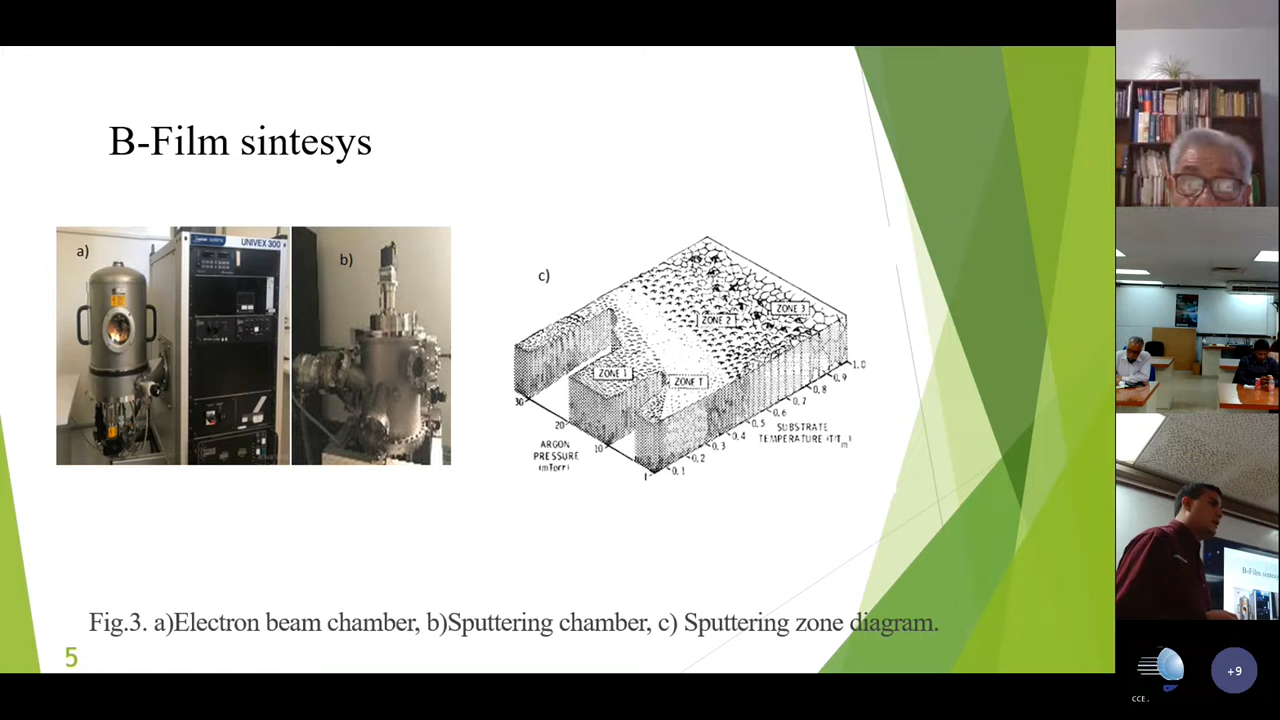 B-Film sintesys
a)
UNIVEX 300
b)
c)
ZONE 3
ZONE 2
ZONE 1
ZONE T
30
20
10
1
ARGON
PRESSURE
(mTorr)
0.1
0.2
0.3
0.4
0.5
0.6
0.7
0.8
0.9
1.0
SUBSTRATE
TEMPERATURE (T/Tm)
Fig.3. a)Electron beam chamber, b)Sputtering chamber, c) Sputtering zone diagram.
5
CCE.
+9